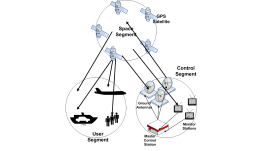 GPS
Satellite
Space
Segment
Control
Segment
Ground
Antennas
Master
Control
Station
Monitor
Stations
User
Segment